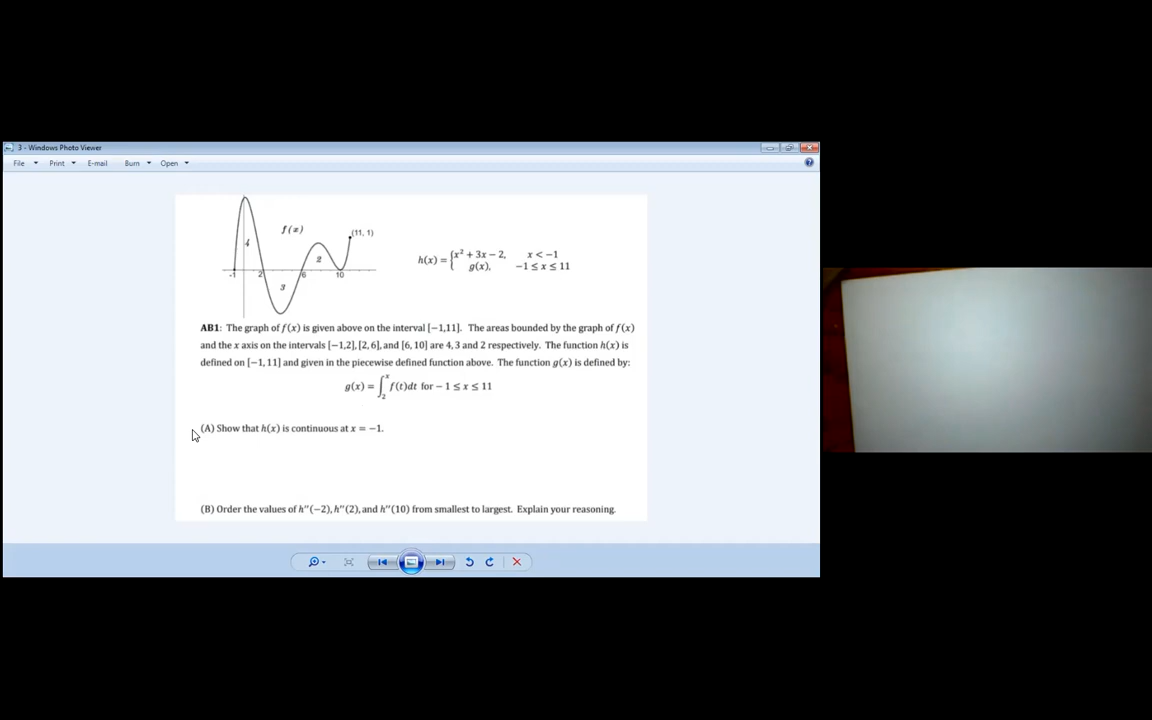 3 - Windows Photo Viewer
File Print E-mail Burn Open
f(x)
4
(11, 1)
2
-1 2 6 10
3
h(x) = { x² + 3x − 2, x < −1
g(x), −1 ≤ x ≤ 11
AB1: The graph of f(x) is given above on the interval [−1,11]. The areas bounded by the graph of f(x)
and the x axis on the intervals [−1,2], [2, 6], and [6, 10] are 4, 3 and 2 respectively. The function h(x) is
defined on [−1, 11] and given in the piecewise defined function above. The function g(x) is defined by:
g(x) = ∫₂ˣ f(t)dt for − 1 ≤ x ≤ 11
(A) Show that h(x) is continuous at x = −1.
(B) Order the values of h''(−2), h''(2), and h''(10) from smallest to largest. Explain your reasoning.